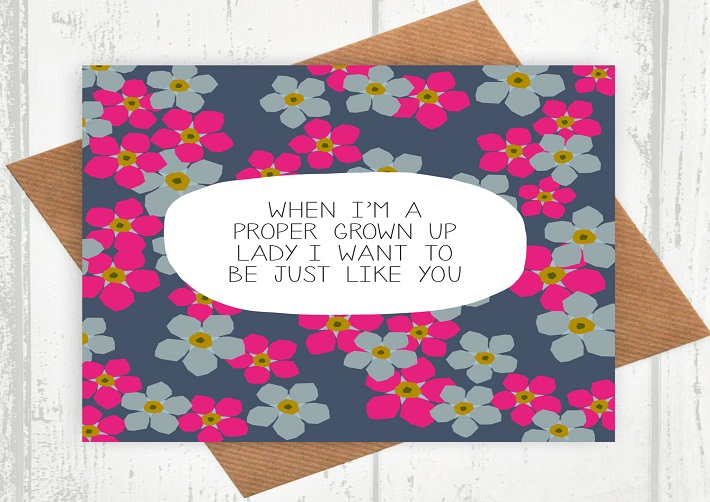 WHEN I'M A
PROPER GROWN UP
LADY I WANT TO
BE JUST LIKE YOU